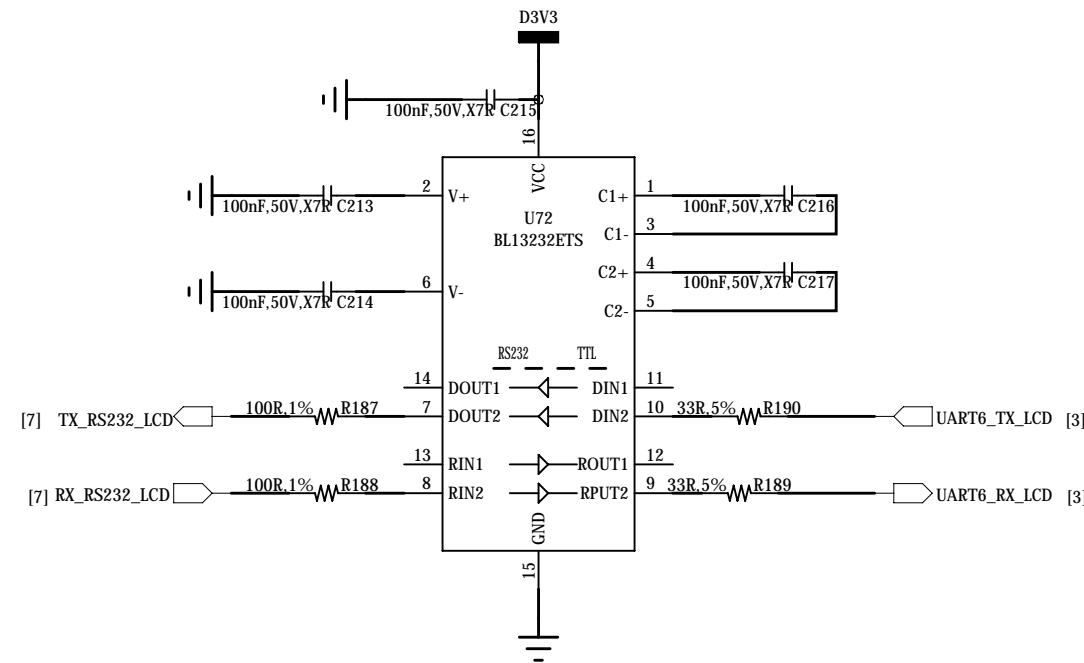 D3V3
100nF,50V,X7R C215
16
VCC
2 V+
100nF,50V,X7R C213
C1+ 1
100nF,50V,X7R C216
U72
BL13232ETS
C1- 3
C2+ 4
100nF,50V,X7R C217
6 V-
100nF,50V,X7R C214
C2- 5
RS232 TTL
14 DOUT1 DIN1 11
[7] TX_RS232_LCD 100R,1% R187 7 DOUT2 DIN2 10 33R,5% R190 UART6_TX_LCD [3]
13 RIN1 ROUT1 12
[7] RX_RS232_LCD 100R,1% R188 8 RIN2 RPUT2 9 33R,5% R189 UART6_RX_LCD [3]
GND
15